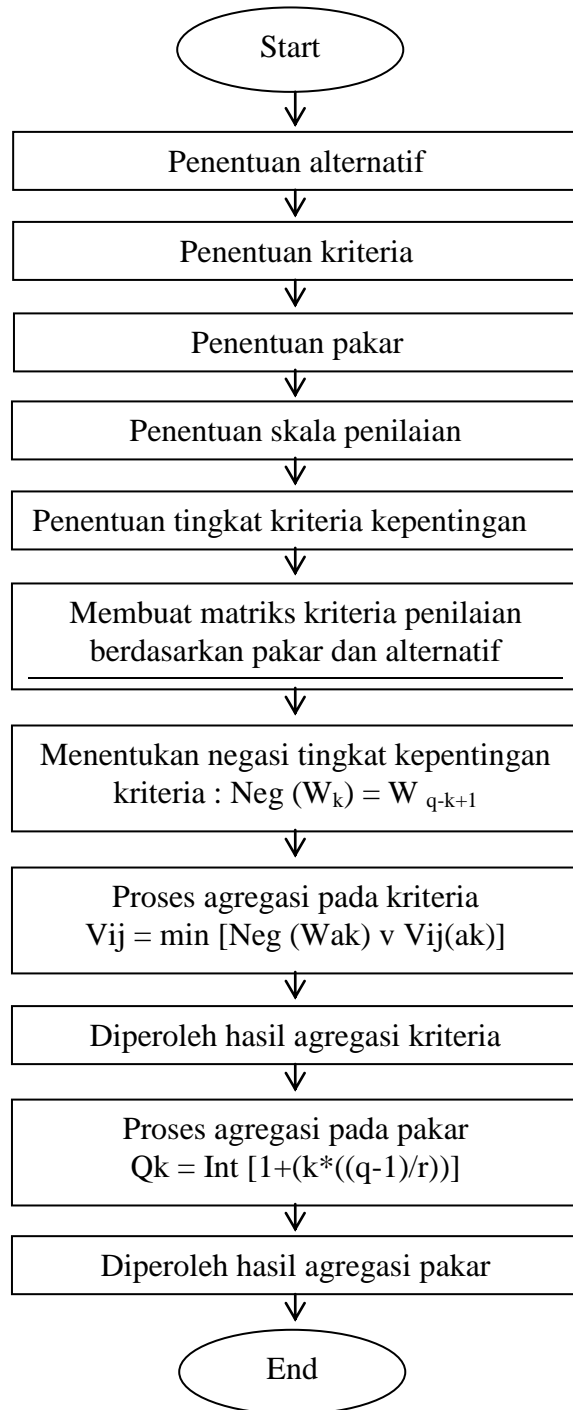 Start
Penentuan alternatif
Penentuan kriteria
Penentuan pakar
Penentuan skala penilaian
Penentuan tingkat kriteria kepentingan
Membuat matriks kriteria penilaian
berdasarkan pakar dan alternatif
Menentukan negasi tingkat kepentingan
kriteria : Neg (Wk) = W q-k+1
Proses agregasi pada kriteria
Vij = min [Neg (Wak) v Vij(ak)]
Diperoleh hasil agregasi kriteria
Proses agregasi pada pakar
Qk = Int [1+(k*((q-1)/r))]
Diperoleh hasil agregasi pakar
End